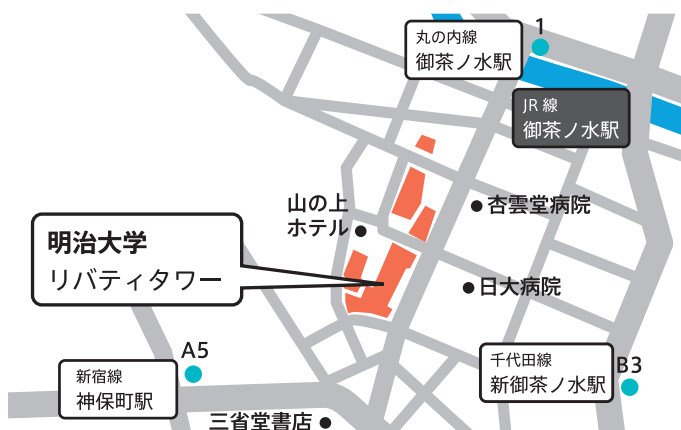 丸の内線
御茶ノ水駅
1
JR 線
御茶ノ水駅
山の上
ホテル
杏雲堂病院
明治大学
リバティタワー
日大病院
A5
新宿線
神保町駅
千代田線
新御茶ノ水駅
B3
三省堂書店